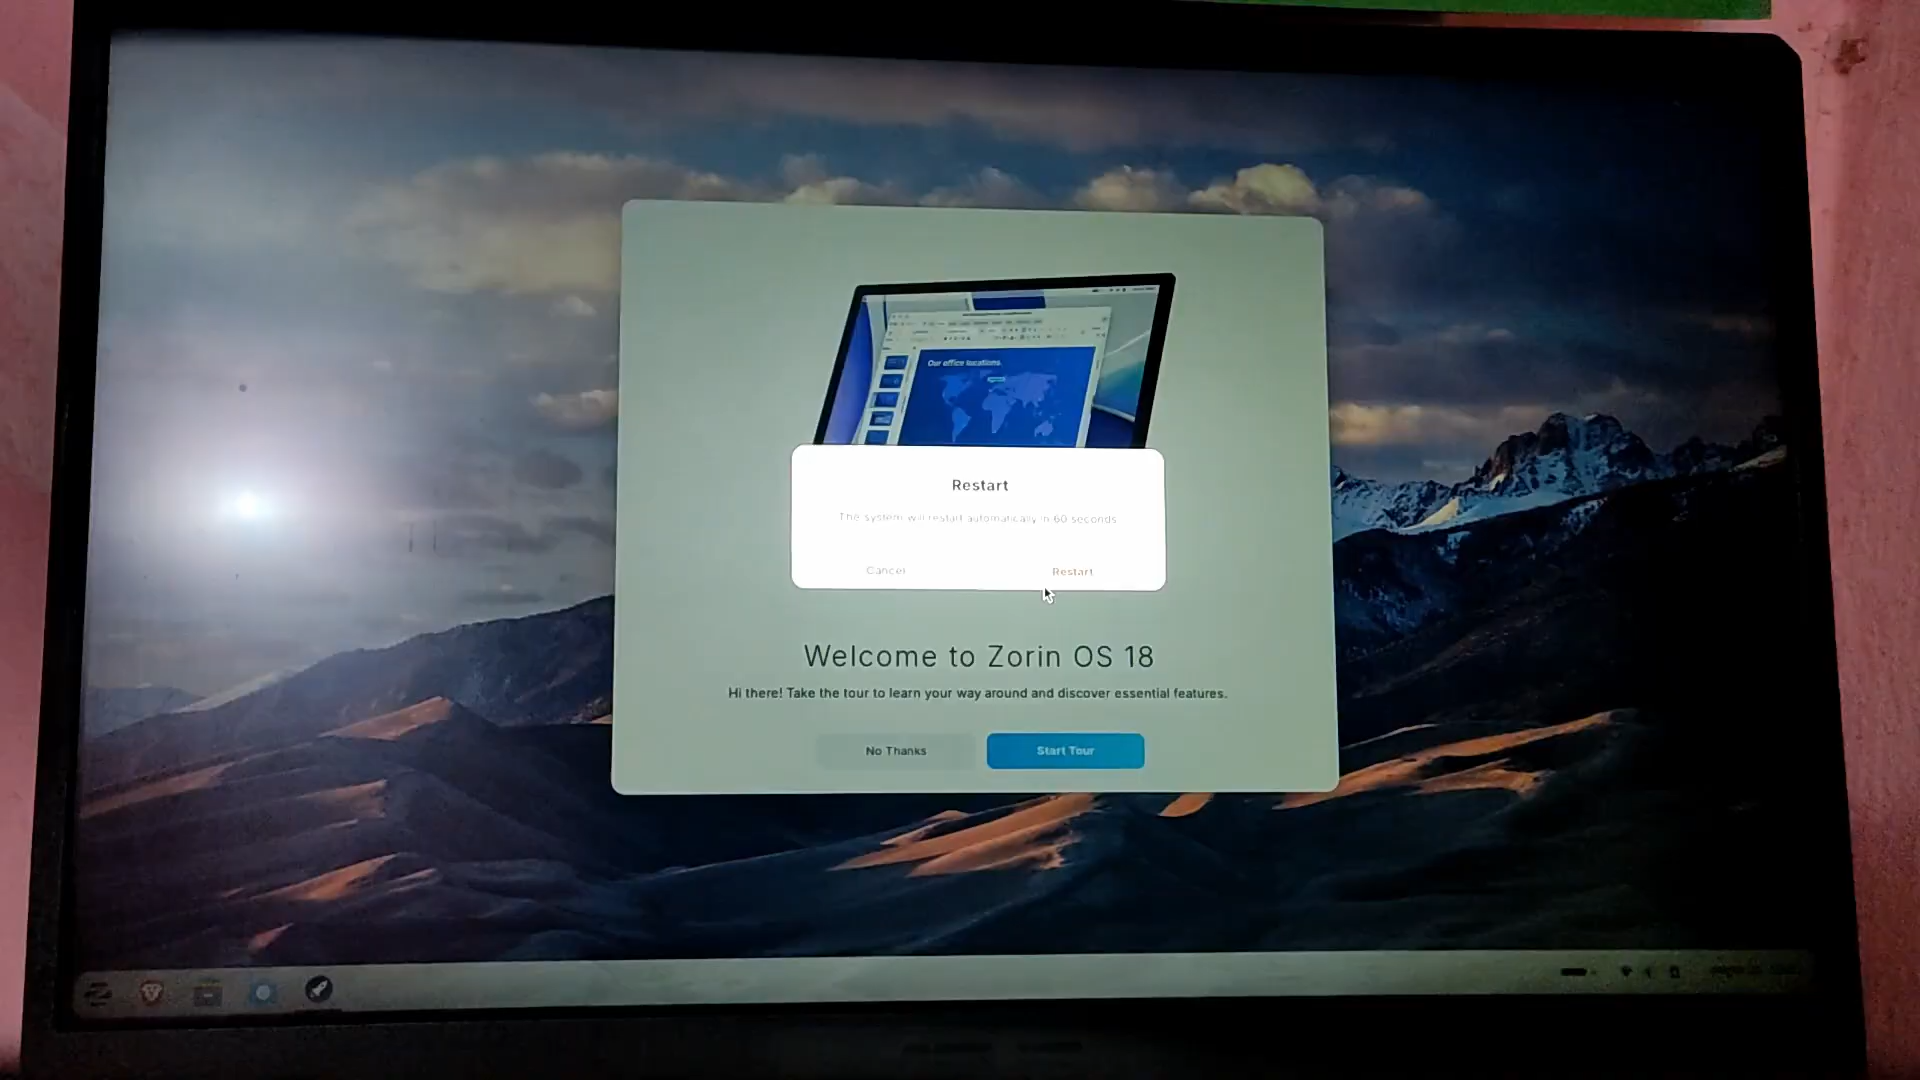 Our office locations.
Restart
The system will restart automatically in 60 seconds.
Cancel
Restart
Welcome to Zorin OS 18
Hi there! Take the tour to learn your way around and discover essential features.
No Thanks
Start Tour